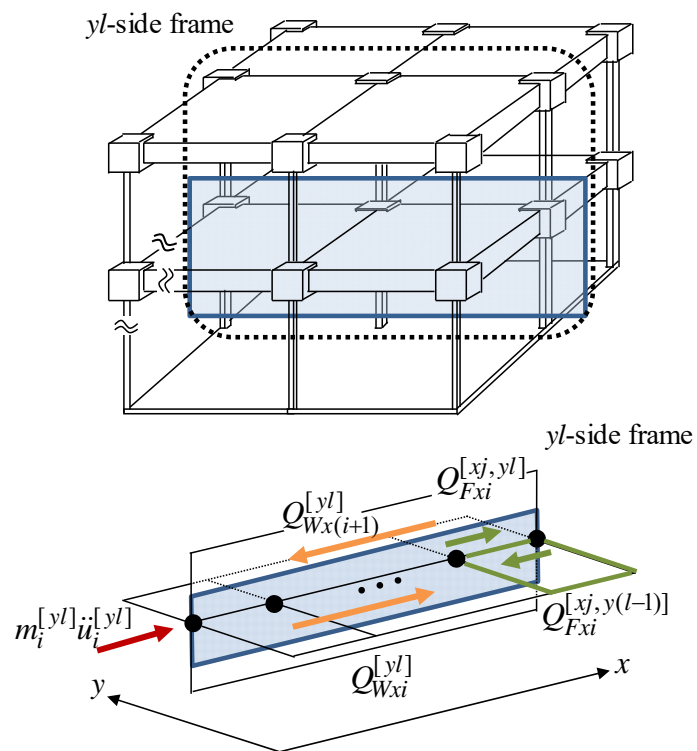 yl-side frame
yl-side frame
Q_{Fxi}^{[xj, yl]}
Q_{Wx(i+1)}^{[yl]}
Q_{Fxi}^{[xj, y(l−1)]}
m_i^{[yl]} ü_i^{[yl]}
Q_{Wxi}^{[yl]}
x
y